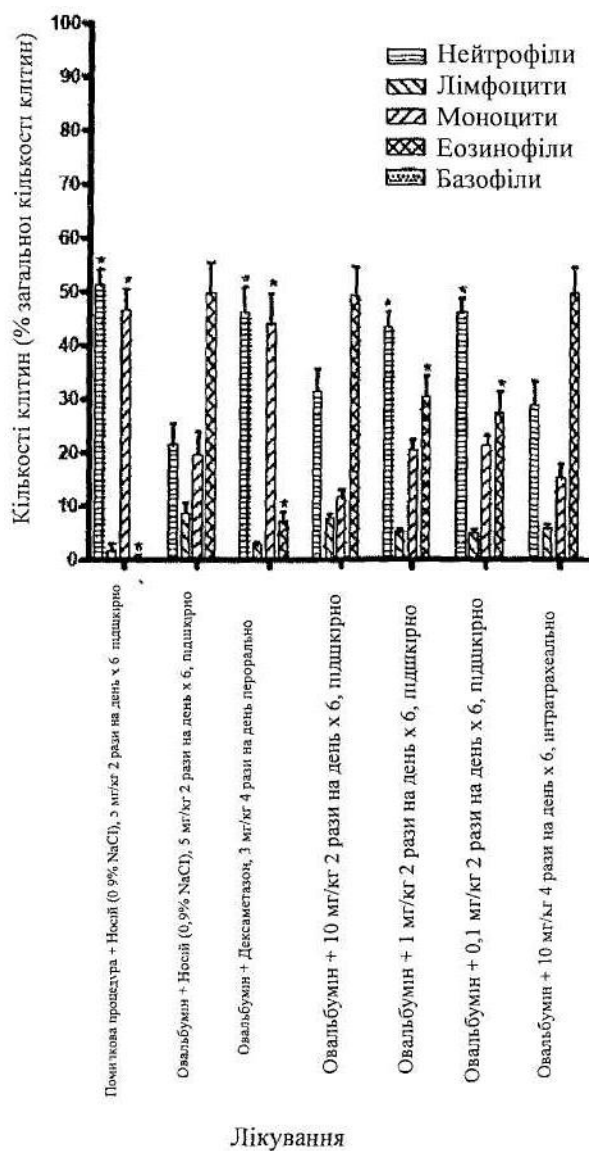 Кількості клітин (% загальної кількості клітин)
100
90
80
70
60
50
40
30
20
10
0
Нейтрофіли
Лімфоцити
Моноцити
Еозинофіли
Базофіли
* * * * * * * * * *
Помилкова процедура + Носій (0 9% NaCl), 5 мг/кг 2 рази на день x 6 підшкірно
Овальбумін + Носій (0,9% NaCl), 5 мг/кг 2 рази на день x 6, підшкірно
Овальбумін + Дексаметазон, 3 мг/кг 4 рази на день перорально
Овальбумін + 10 мг/кг 2 рази на день x 6, підшкірно
Овальбумін + 1 мг/кг 2 рази на день x 6, підшкірно
Овальбумін + 0,1 мг/кг 2 рази на день x 6, підшкірно
Овальбумін + 10 мг/кг 4 рази на день x 6, інтратрахеально
Лікування